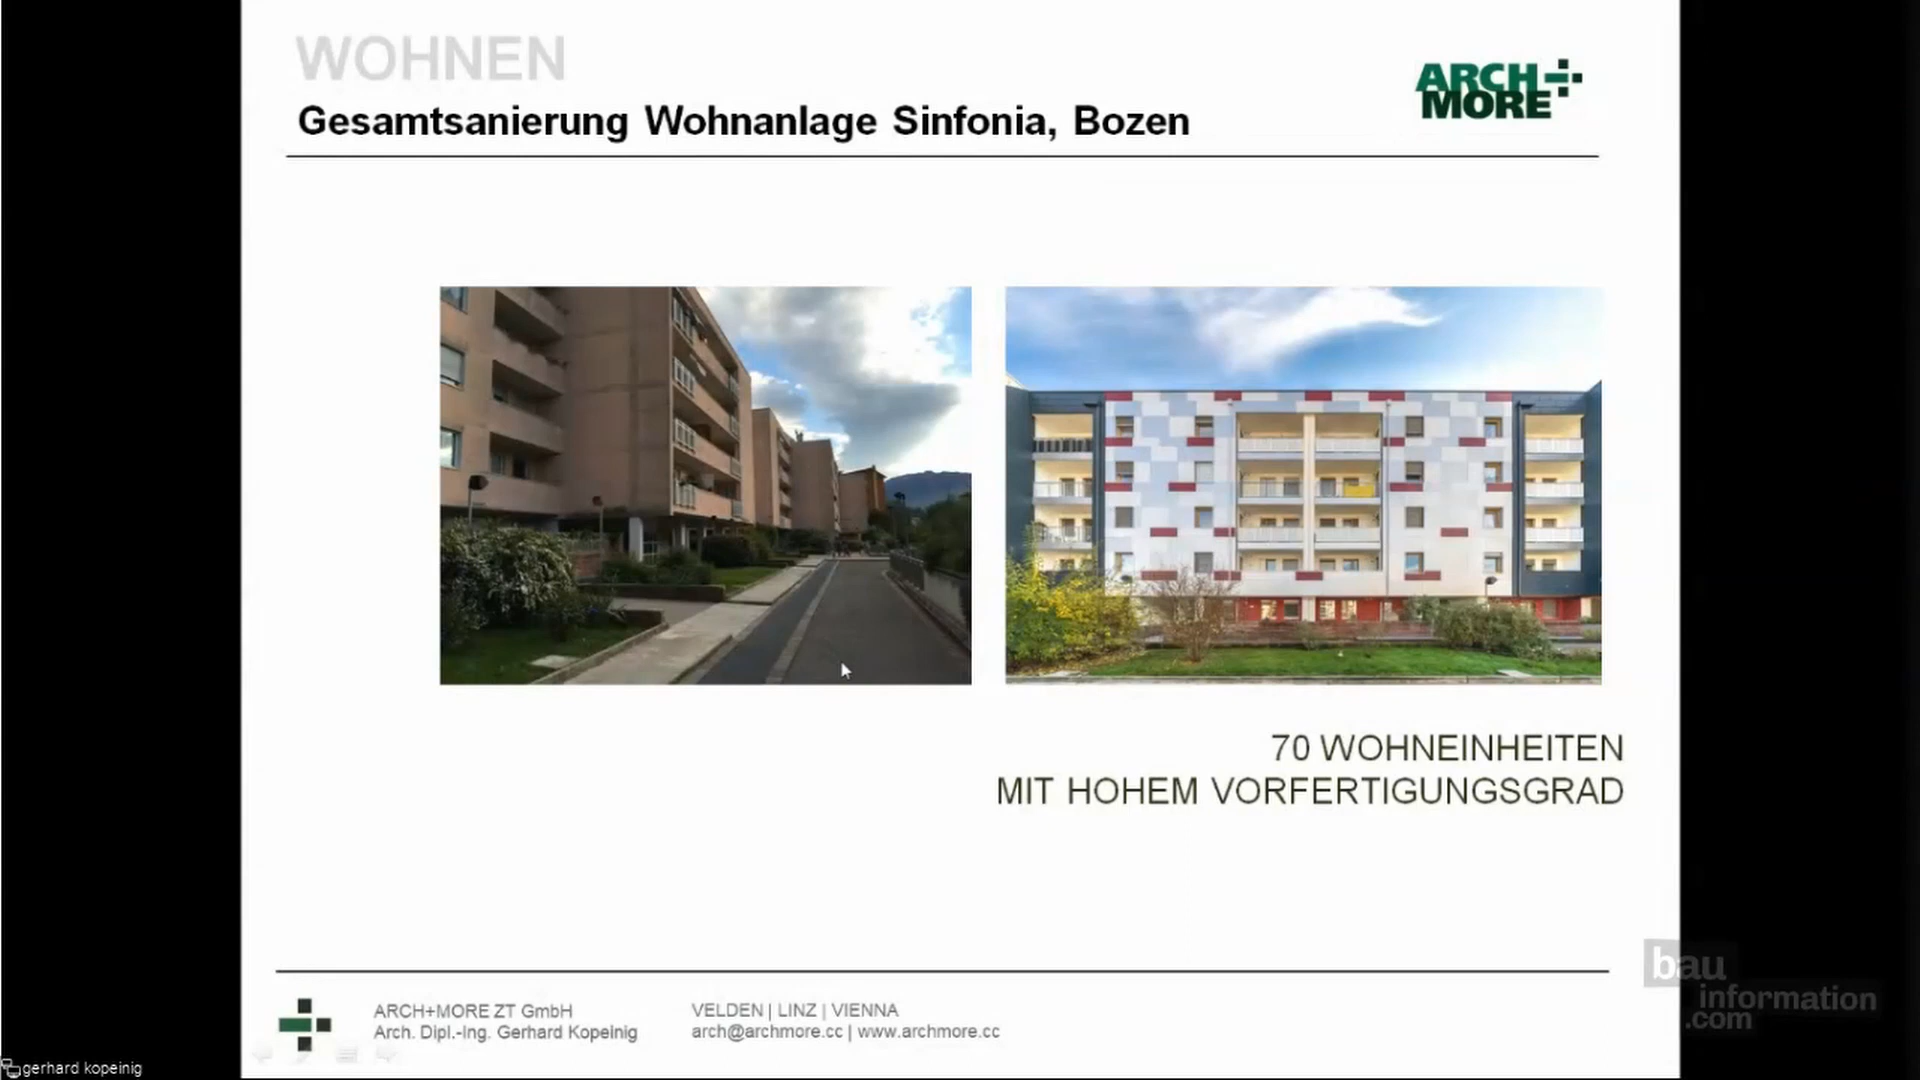 WOHNEN
Gesamtsanierung Wohnanlage Sinfonia, Bozen
ARCH
MORE
70 WOHNEINHEITEN
MIT HOHEM VORFERTIGUNGSGRAD
ARCH+MORE ZT GmbH
Arch. Dipl.-Ing. Gerhard Kopeinig
VELDEN | LINZ | VIENNA
arch@archmore.cc | www.archmore.cc
bau
information
.com
gerhard kopeinig